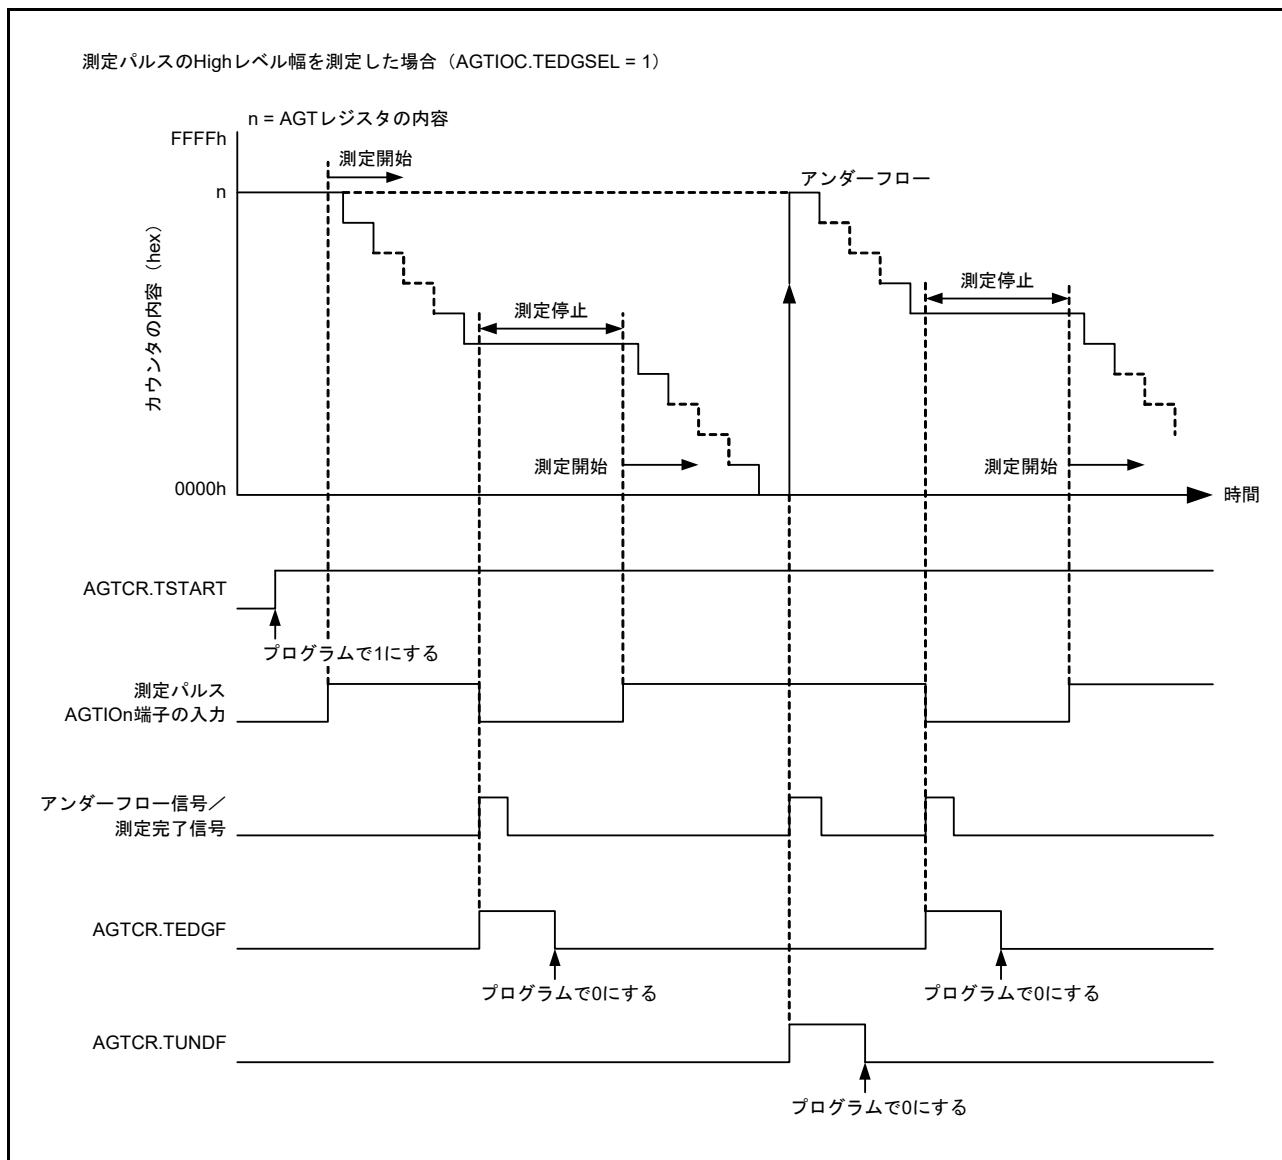 測定パルスのHighレベル幅を測定した場合（AGTIOC.TEDGSEL = 1）
n = AGTレジスタの内容
FFFFh
測定開始
n
アンダーフロー
カウンタの内容（hex）
測定停止
測定停止
測定開始
測定開始
0000h
時間
AGTCR.TSTART
プログラムで1にする
測定パルス
AGTIOn端子の入力
アンダーフロー信号／
測定完了信号
AGTCR.TEDGF
プログラムで0にする
プログラムで0にする
AGTCR.TUNDF
プログラムで0にする